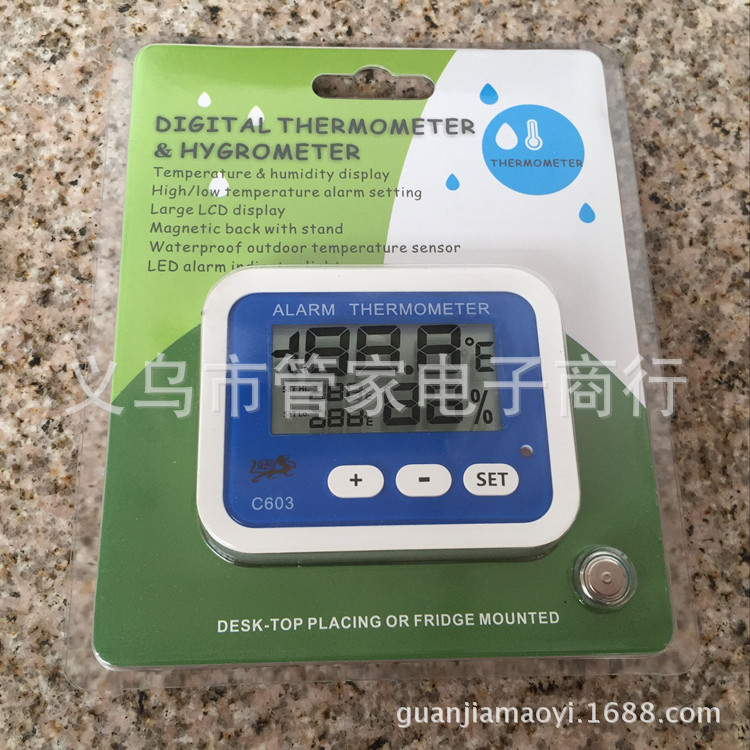 DIGITAL THERMOMETER
& HYGROMETER
Temperature & humidity display
High/low temperature alarm setting
Large LCD display
Magnetic back with stand
Waterproof outdoor temperature sensor
LED alarm
THERMOMETER
ALARM THERMOMETER
义乌市管家电子商行
%
+
-
SET
C603
DESK-TOP PLACING OR FRIDGE MOUNTED
guanjiamaoyi.1688.com